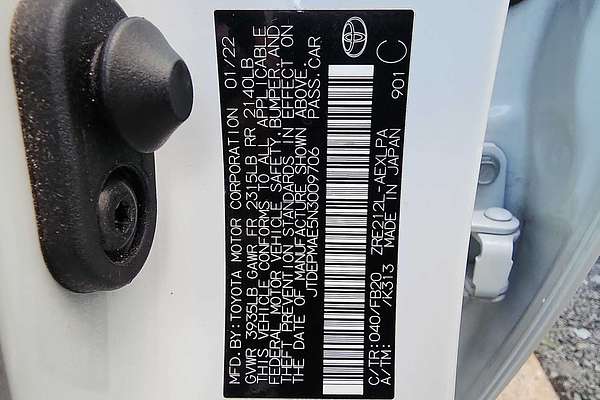 MFD. BY: TOYOTA MOTOR CORPORATION 01/22
GVWR 3935LB GAWR FR 2315LB RR 2140LB
THIS VEHICLE CONFORMS TO ALL APPLICABLE
FEDERAL MOTOR VEHICLE SAFETY, BUMPER, AND
THEFT PREVENTION STANDARDS IN EFFECT ON
THE DATE OF MANUFACTURE SHOWN ABOVE.
JTDEPMAE5N3009706 PASS. CAR
C/TR: 040/FB20 ZRE212L-AEXLPA
A/TM: /K313 MADE IN JAPAN 901
C